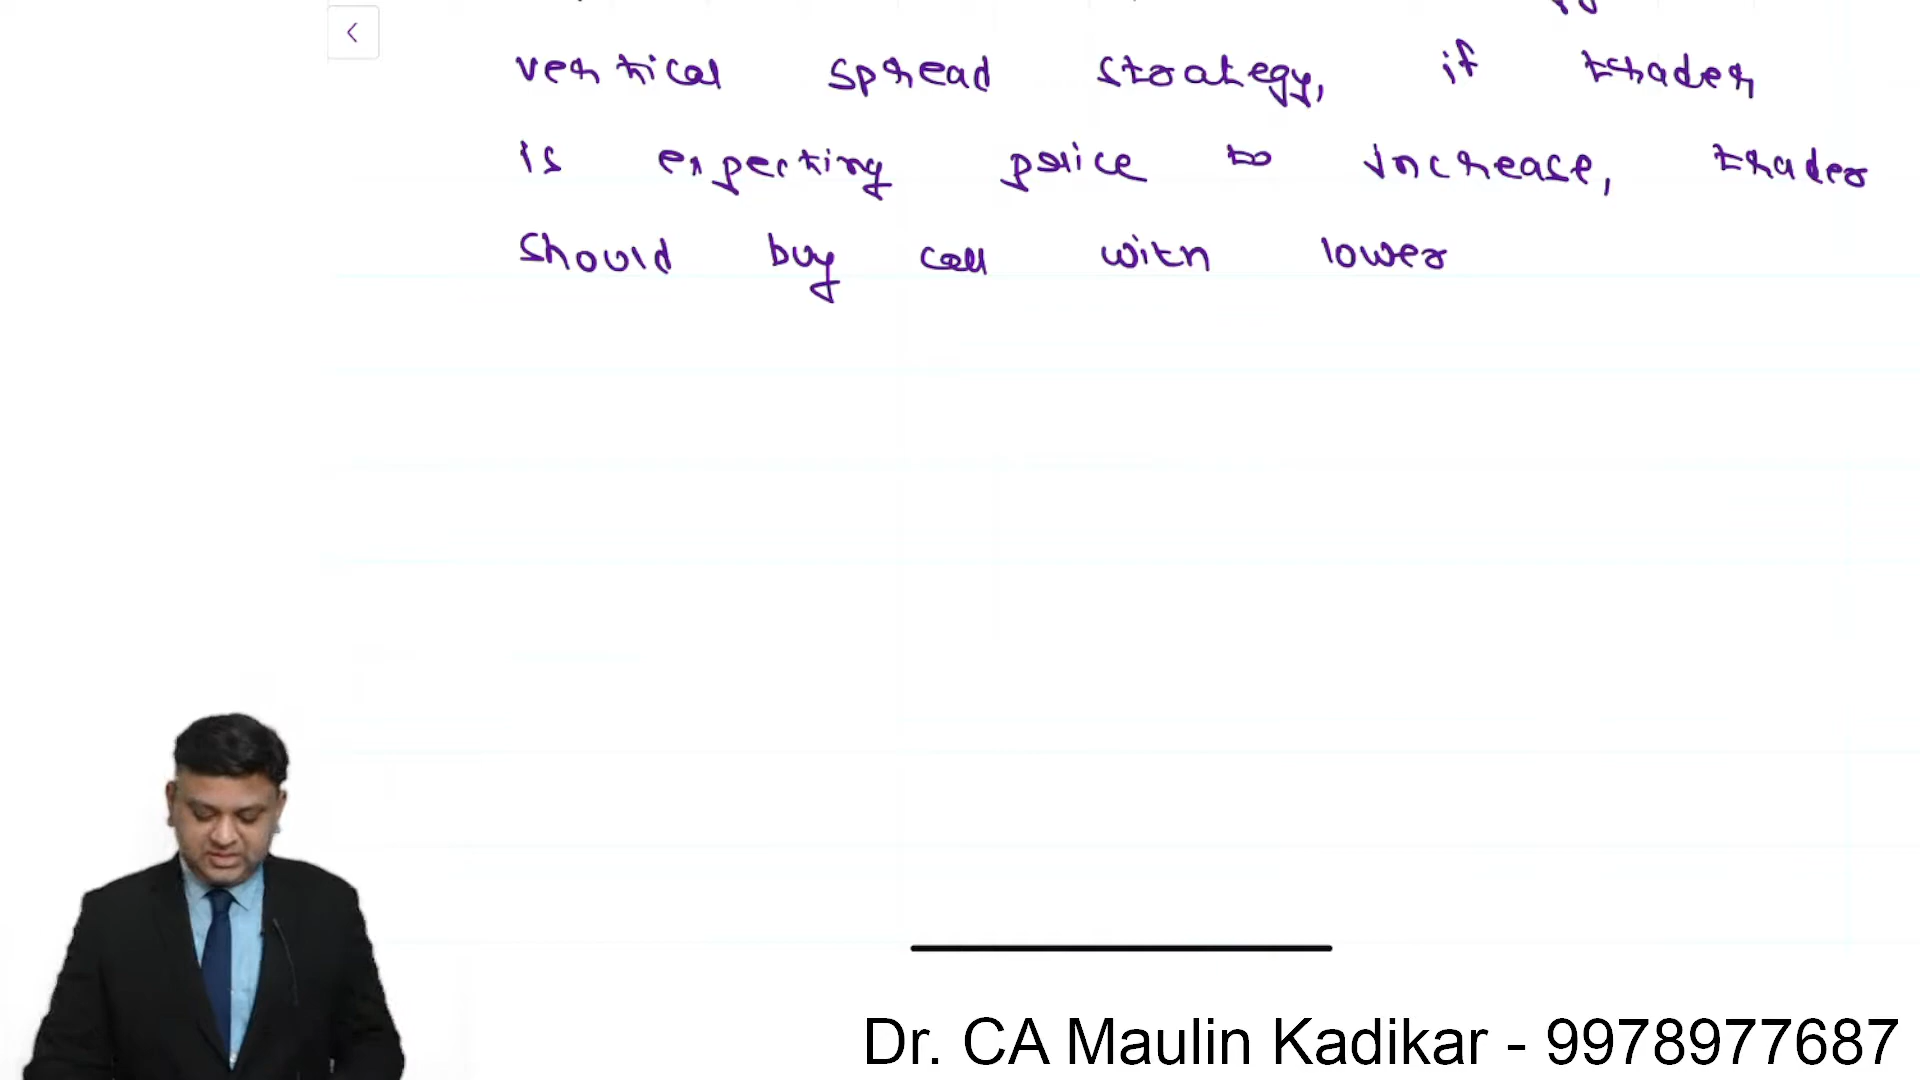 vertical spread strategy, if trader
is expecting price to increase, trader
should buy call with lower
Dr. CA Maulin Kadikar - 9978977687